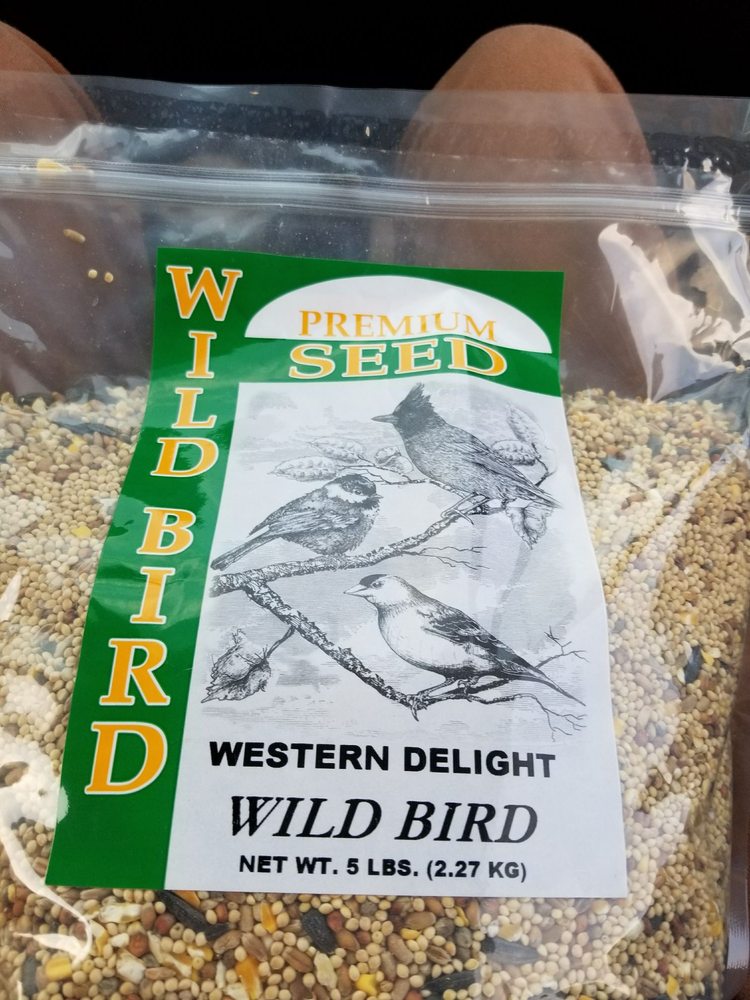 WILD BIRD
PREMIUM
SEED
WESTERN DELIGHT
WILD BIRD
NET WT. 5 LBS. (2.27 KG)